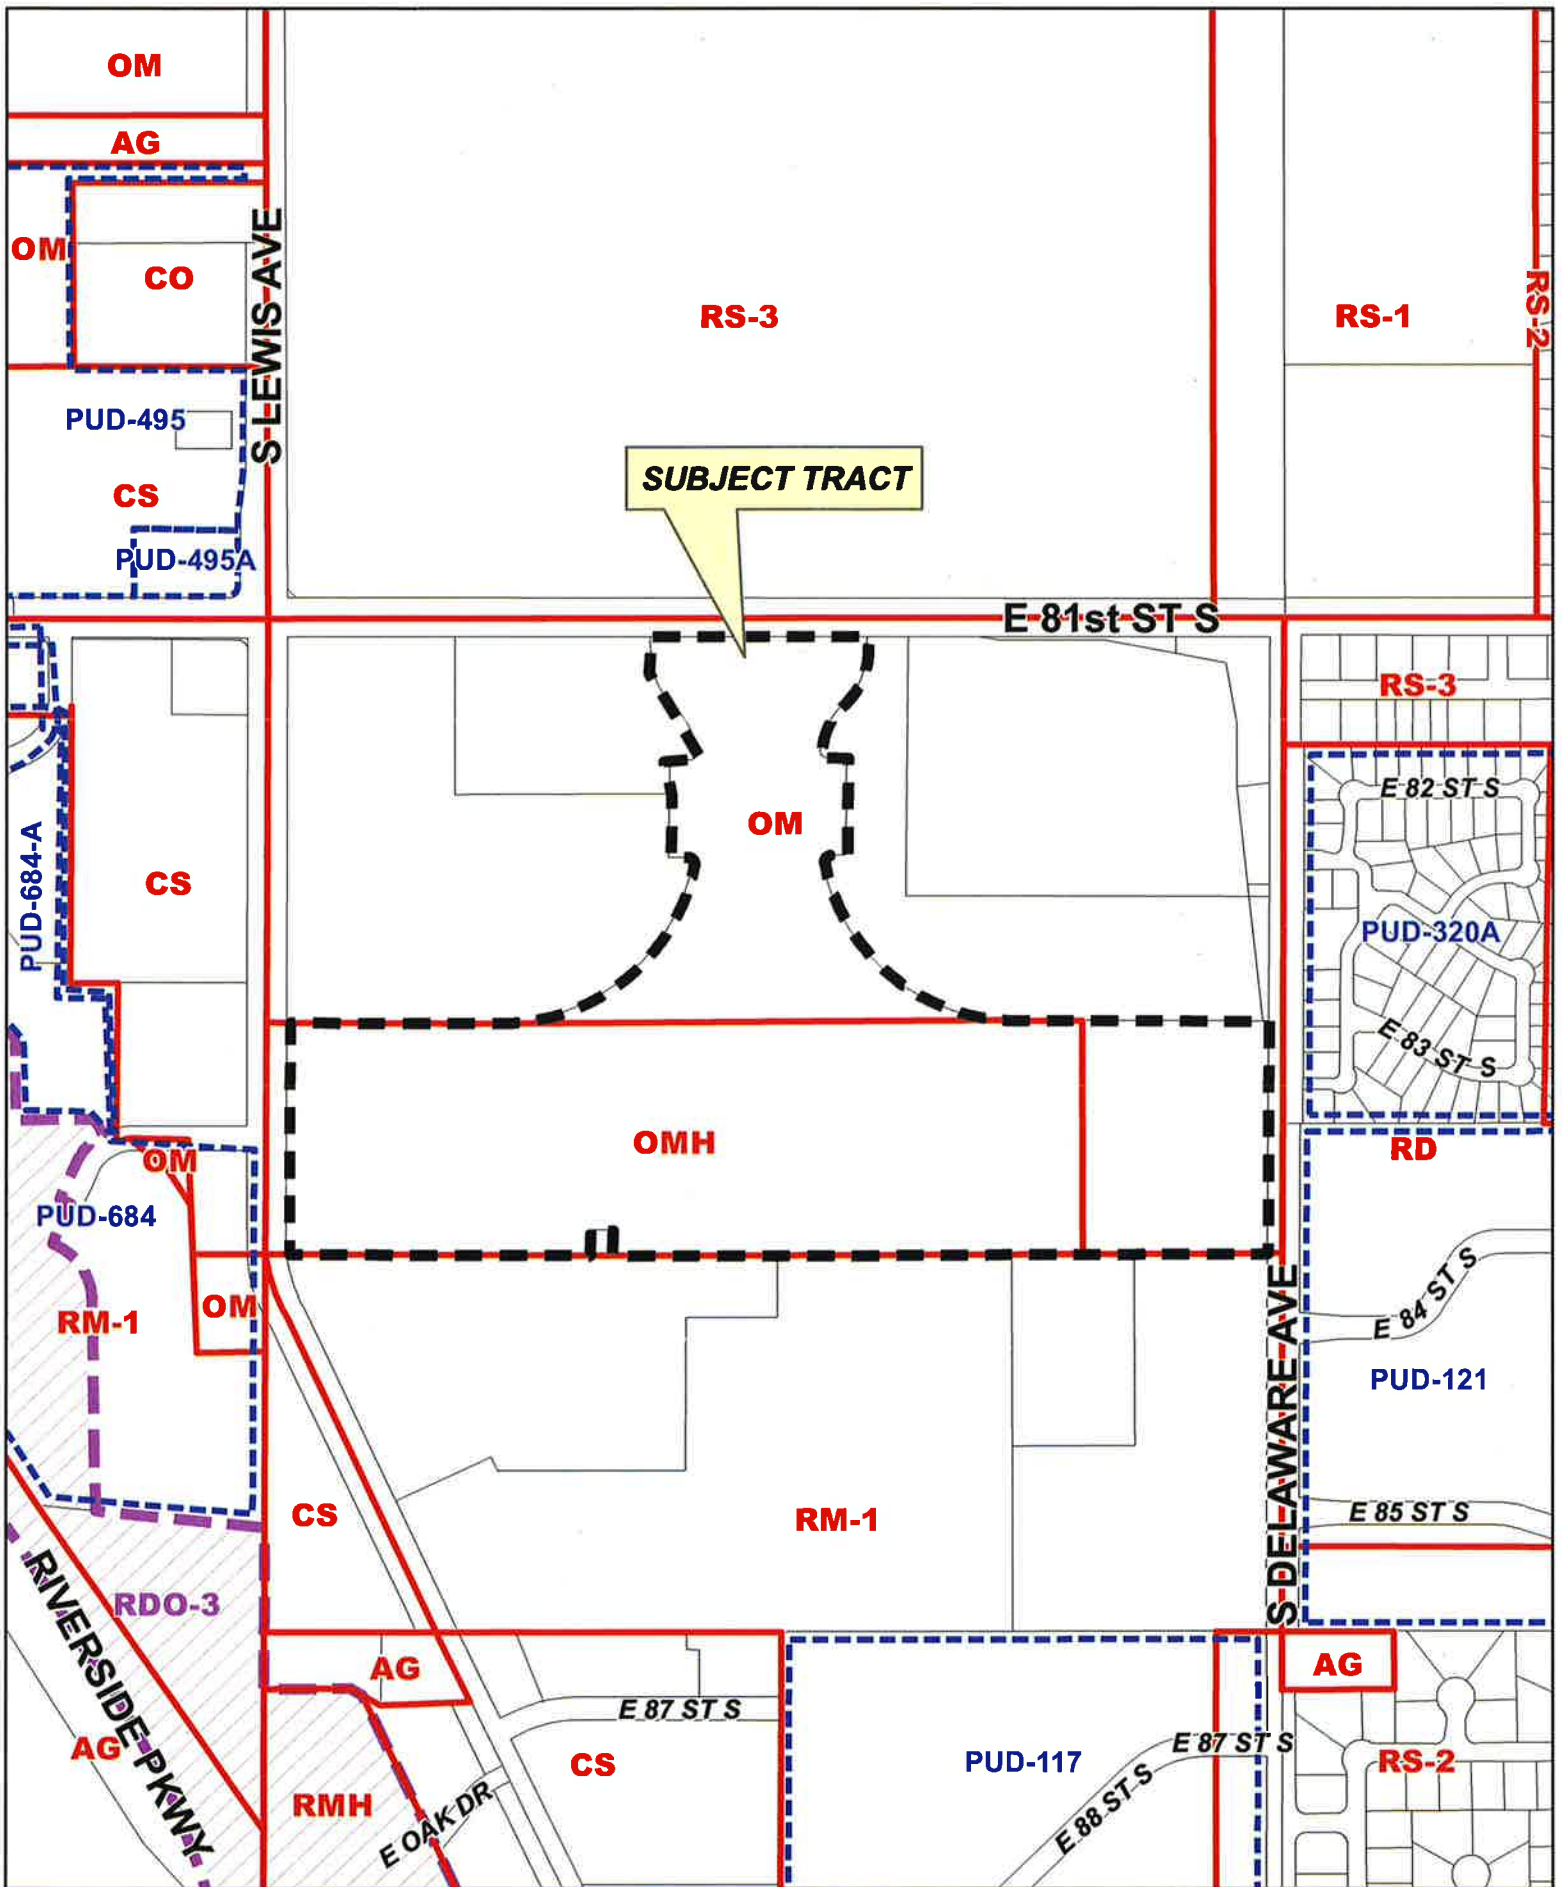 OM
AG
OM
CO
S LEWIS AVE
RS-3
RS-1
RS-2
PUD-495
CS
SUBJECT TRACT
PUD-495A
E 81st ST S
RS-3
E 82 ST S
OM
PUD-684-A
CS
PUD-320A
E 83 ST S
OMH
OM
RD
PUD-684
OM
RM-1
E 84 ST S
PUD-121
S DELAWARE AVE
CS
RM-1
E 85 ST S
RDO-3
RIVERSIDE PKWY
AG
AG
E 87 ST S
AG
CS
PUD-117
E 87 ST S
RS-2
RMH
E OAK DR
E 88 ST S